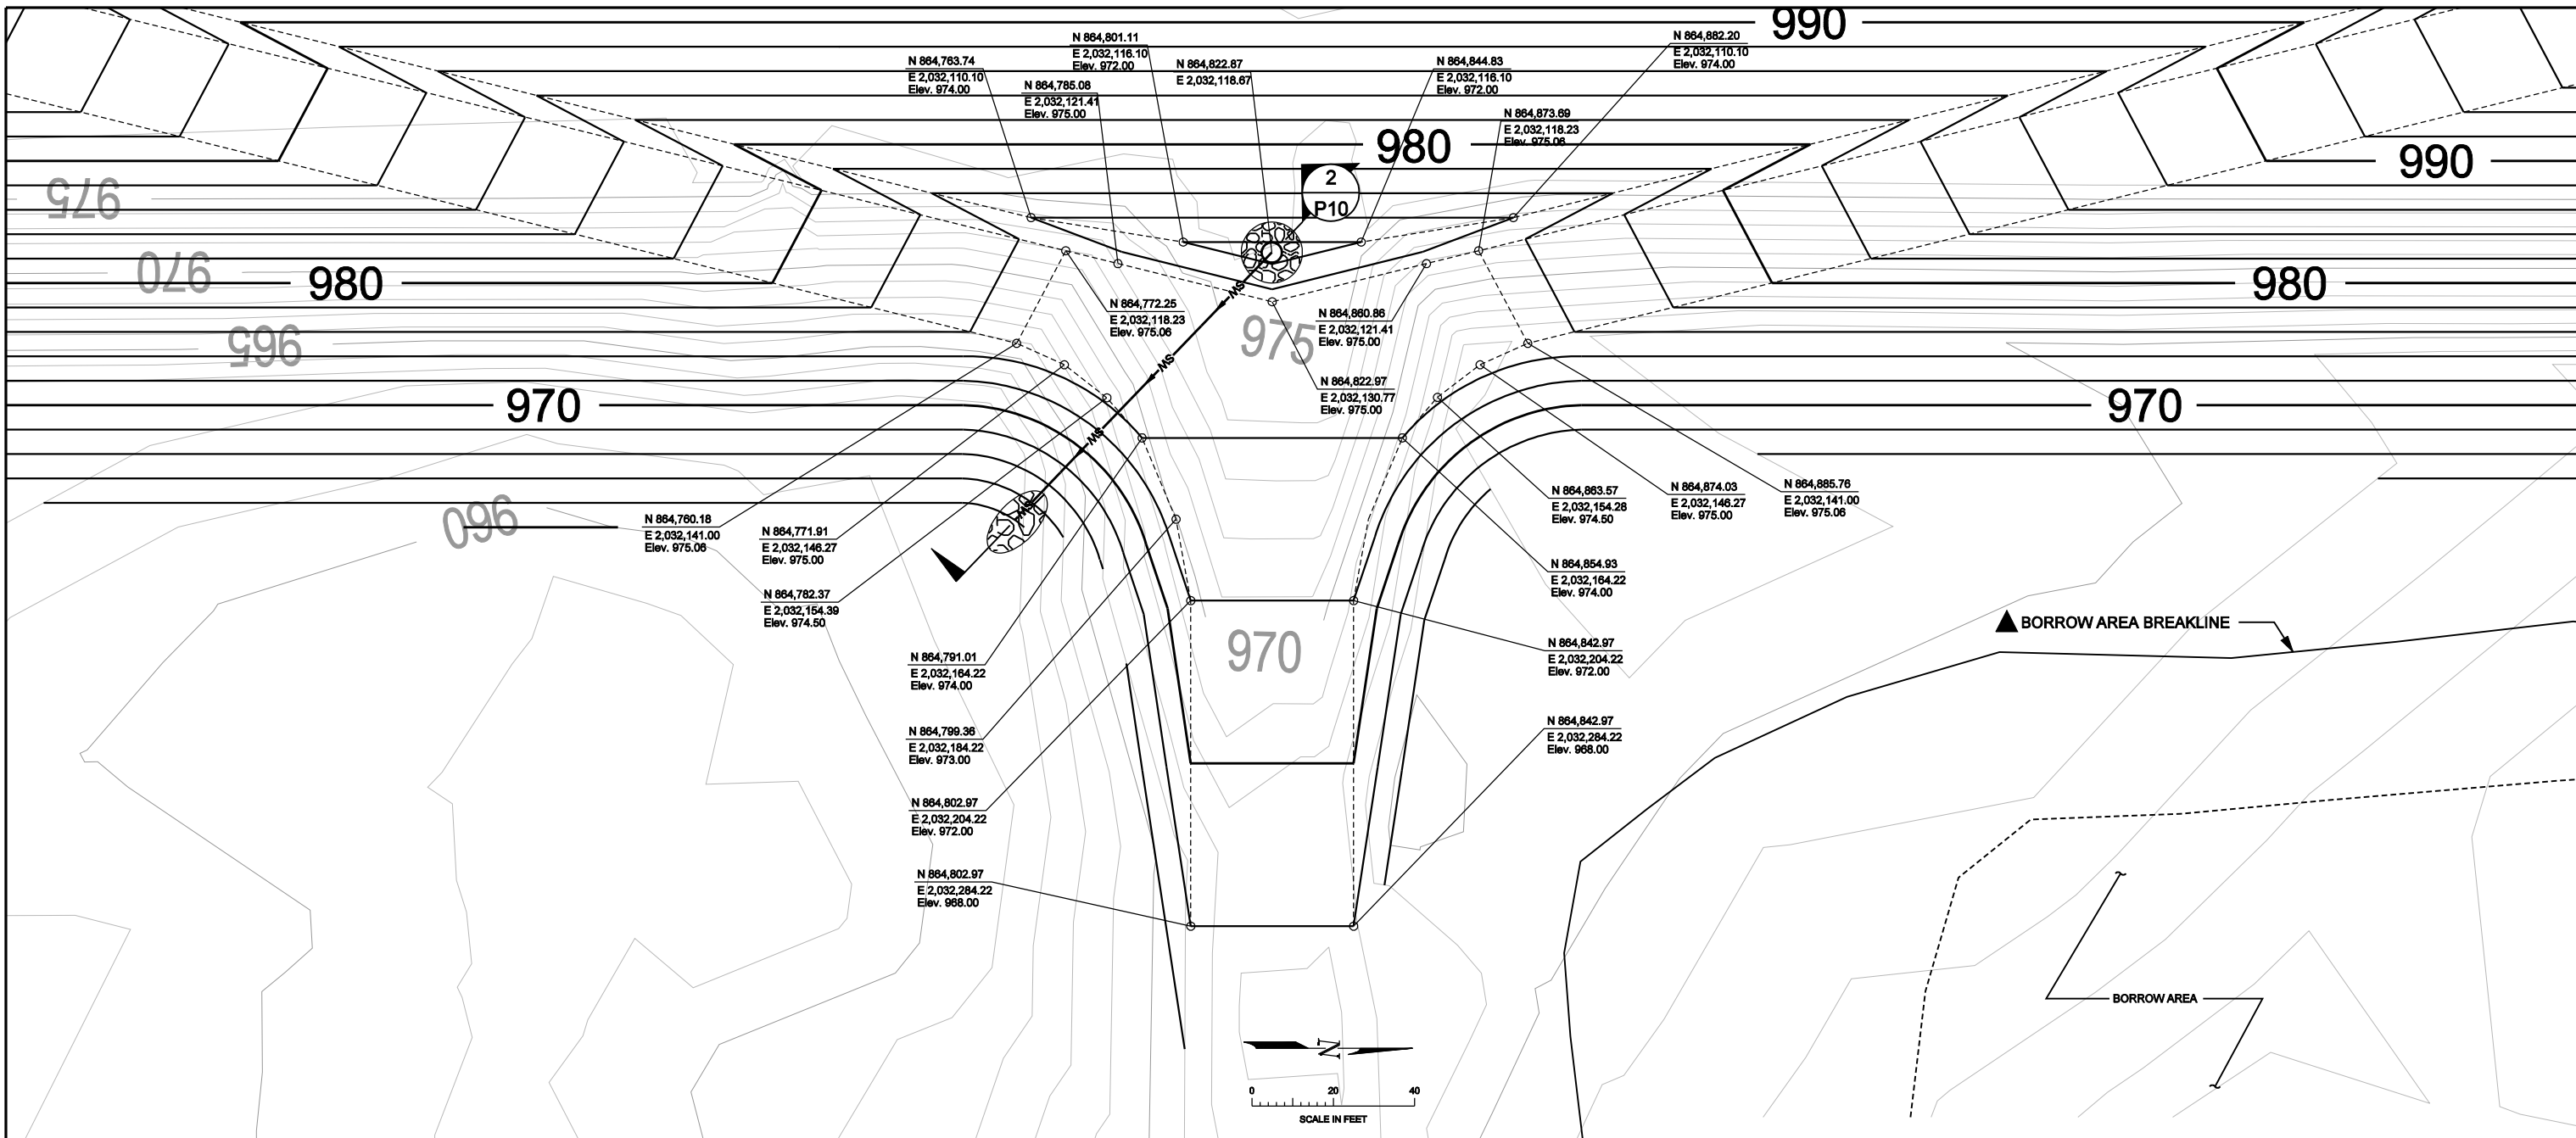 990
N 864,801.11
E 2,032,116.10
Elev. 972.00
N 864,882.20
E 2,032,110.10
Elev. 974.00
N 864,763.74
E 2,032,110.10
Elev. 974.00
N 864,822.87
E 2,032,118.67
N 864,844.83
E 2,032,116.10
Elev. 972.00
N 864,785.08
E 2,032,121.41
Elev. 975.00
N 864,873.69
E 2,032,118.23
Elev. 975.06
980
990
2
P10
975
970
980
980
965
SW
SW
SW
SW
N 864,772.25
E 2,032,118.23
Elev. 975.06
975
N 864,860.86
E 2,032,121.41
Elev. 975.00
N 864,822.97
E 2,032,130.77
Elev. 975.00
970
970
960
N 864,760.18
E 2,032,141.00
Elev. 975.06
N 864,771.91
E 2,032,146.27
Elev. 975.00
N 864,863.57
E 2,032,154.28
Elev. 974.50
N 864,874.03
E 2,032,146.27
Elev. 975.00
N 864,885.76
E 2,032,141.00
Elev. 975.06
N 864,782.37
E 2,032,154.39
Elev. 974.50
N 864,854.93
E 2,032,164.22
Elev. 974.00
N 864,791.01
E 2,032,164.22
Elev. 974.00
970
N 864,842.97
E 2,032,204.22
Elev. 972.00
BORROW AREA BREAKLINE
N 864,799.36
E 2,032,184.22
Elev. 973.00
N 864,842.97
E 2,032,284.22
Elev. 968.00
N 864,802.97
E 2,032,204.22
Elev. 972.00
N 864,802.97
E 2,032,284.22
Elev. 968.00
BORROW AREA
N
0 20 40
SCALE IN FEET